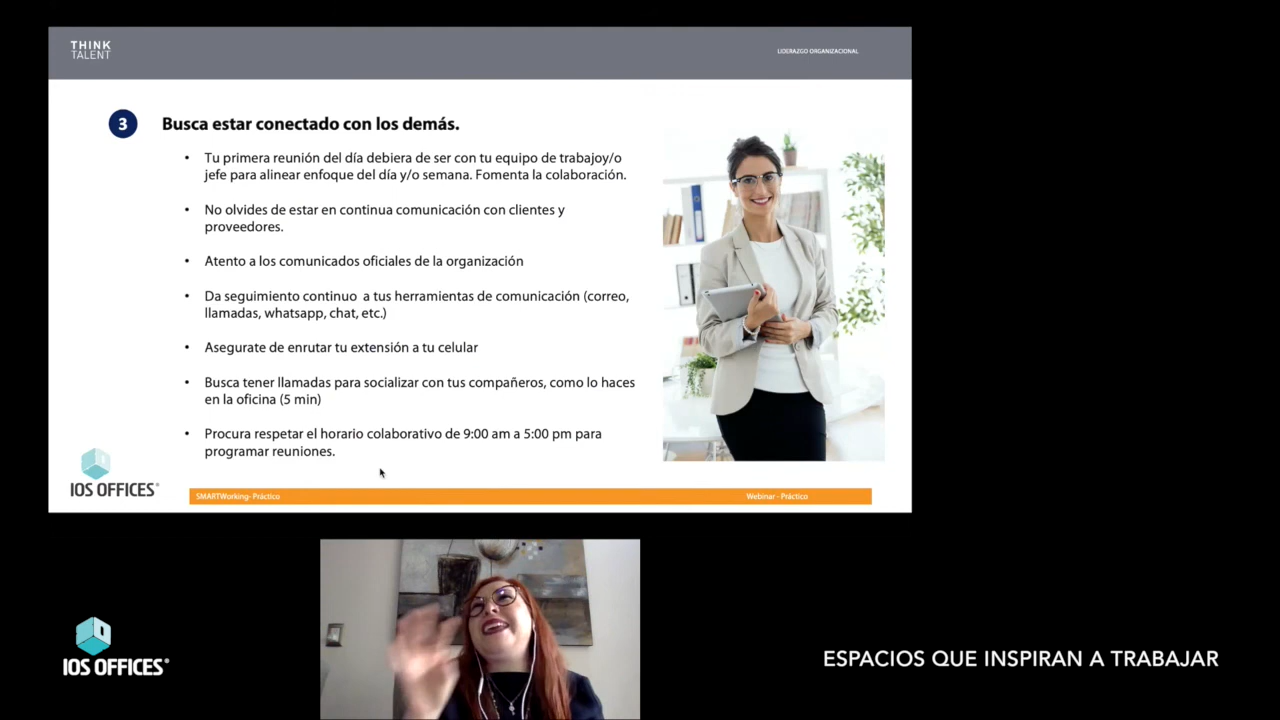 THINK
TALENT
LIDERAZGO ORGANIZACIONAL
3 Busca estar conectado con los demás.
• Tu primera reunión del día debiera de ser con tu equipo de trabajoy/o
jefe para alinear enfoque del día y/o semana. Fomenta la colaboración.
• No olvides de estar en continua comunicación con clientes y
proveedores.
• Atento a los comunicados oficiales de la organización
• Da seguimiento continuo a tus herramientas de comunicación (correo,
llamadas, whatsapp, chat, etc.)
• Asegurate de enrutar tu extensión a tu celular
• Busca tener llamadas para socializar con tus compañeros, como lo haces
en la oficina (5 min)
• Procura respetar el horario colaborativo de 9:00 am a 5:00 pm para
programar reuniones.
IOS OFFICES®
SMARTWorking- Práctico
Webinar - Práctico
IOS OFFICES®
ESPACIOS QUE INSPIRAN A TRABAJAR